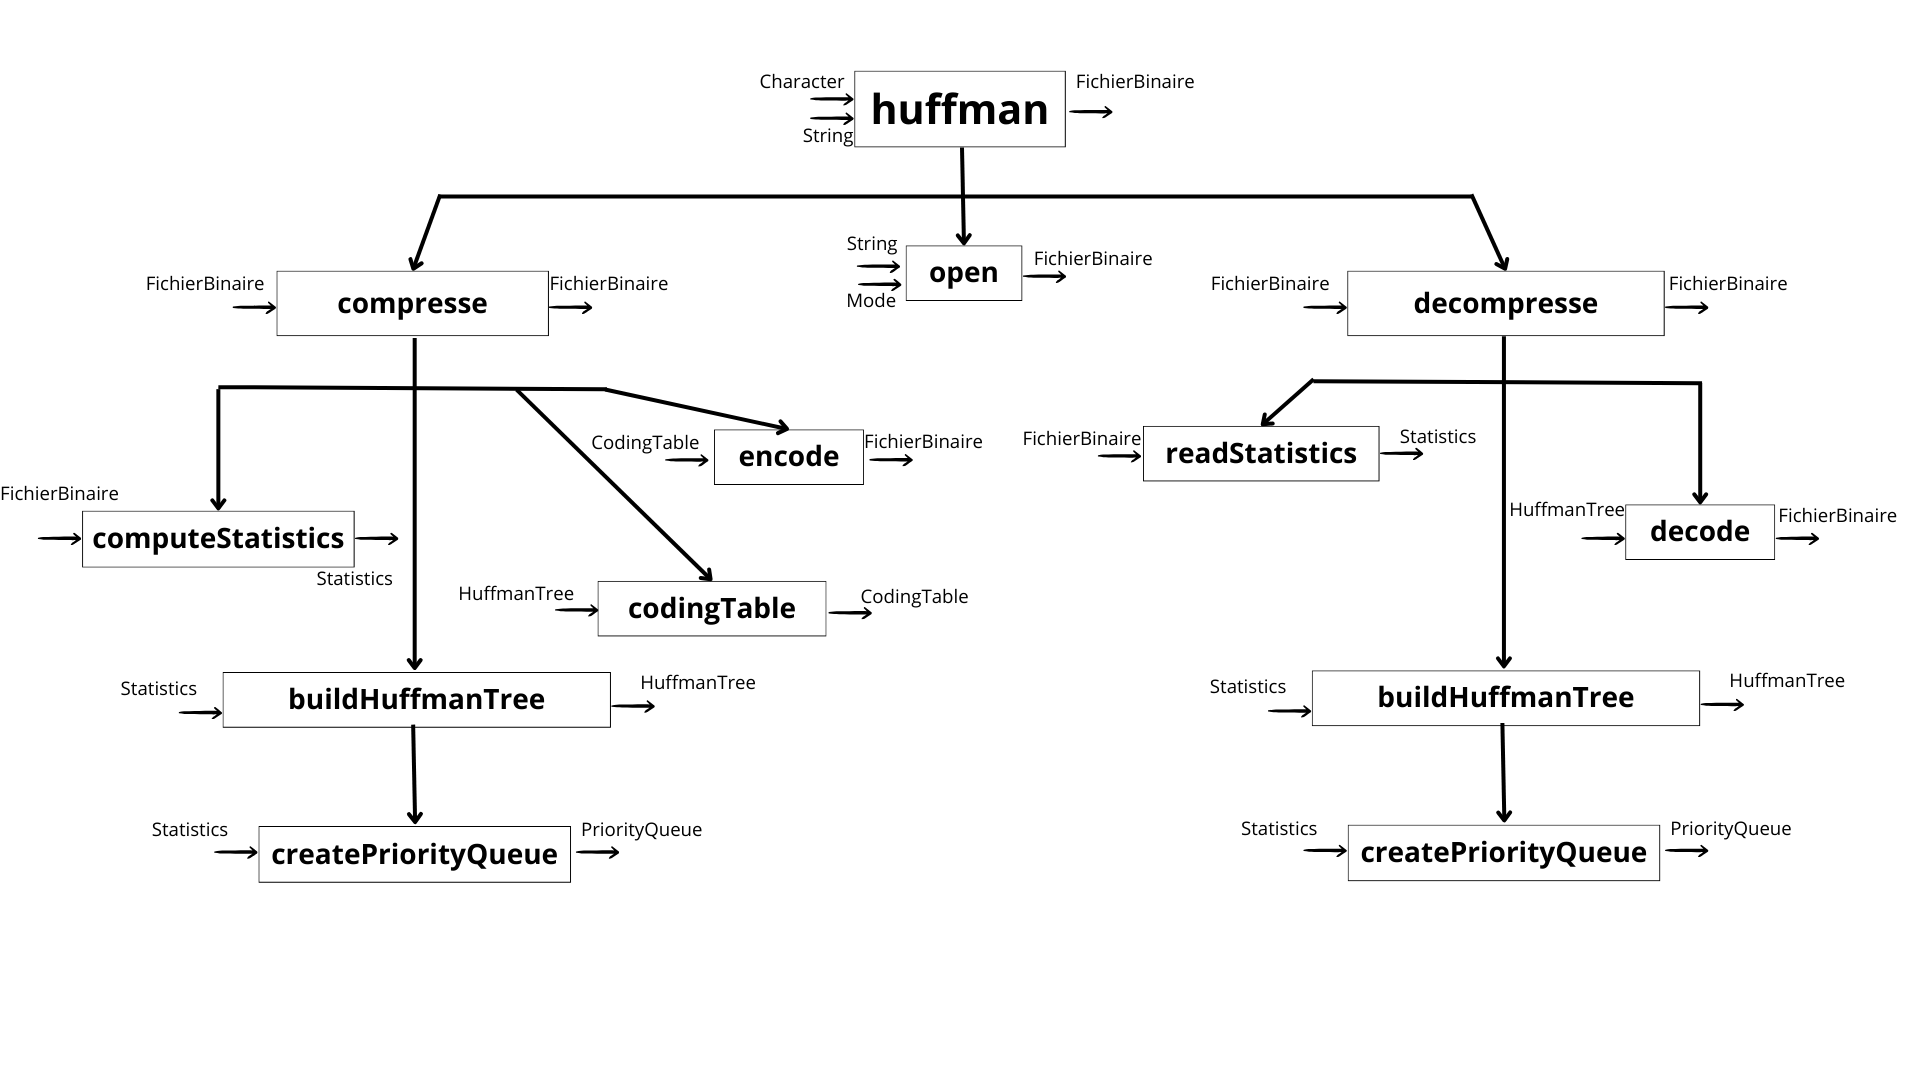 Character
huffman
FichierBinaire
String
String
open
FichierBinaire
Mode
FichierBinaire
compresse
FichierBinaire
FichierBinaire
decompresse
FichierBinaire
CodingTable
encode
FichierBinaire
FichierBinaire
readStatistics
Statistics
FichierBinaire
computeStatistics
Statistics
HuffmanTree
decode
FichierBinaire
HuffmanTree
codingTable
CodingTable
Statistics
buildHuffmanTree
HuffmanTree
Statistics
buildHuffmanTree
HuffmanTree
Statistics
createPriorityQueue
PriorityQueue
Statistics
createPriorityQueue
PriorityQueue